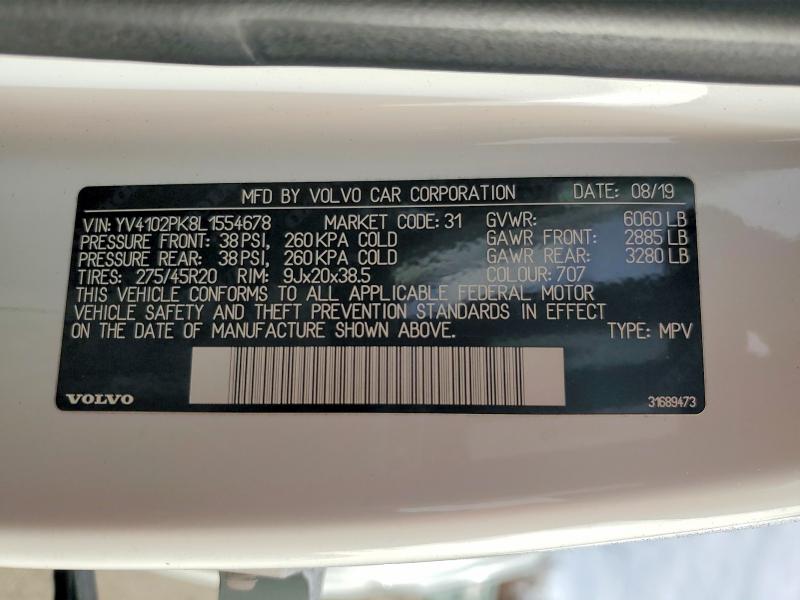 MFD BY VOLVO CAR CORPORATION DATE: 08/19
VIN: YV4102PK8L1554678 MARKET CODE: 31 GVWR: 6060 LB
PRESSURE FRONT: 38 PSI, 260 KPA COLD GAWR FRONT: 2885 LB
PRESSURE REAR: 38 PSI, 260 KPA COLD GAWR REAR: 3280 LB
TIRES: 275/45R20 RIM: 9Jx20x38.5 COLOUR: 707
THIS VEHICLE CONFORMS TO ALL APPLICABLE FEDERAL MOTOR
VEHICLE SAFETY AND THEFT PREVENTION STANDARDS IN EFFECT
ON THE DATE OF MANUFACTURE SHOWN ABOVE. TYPE: MPV
VOLVO 31689473